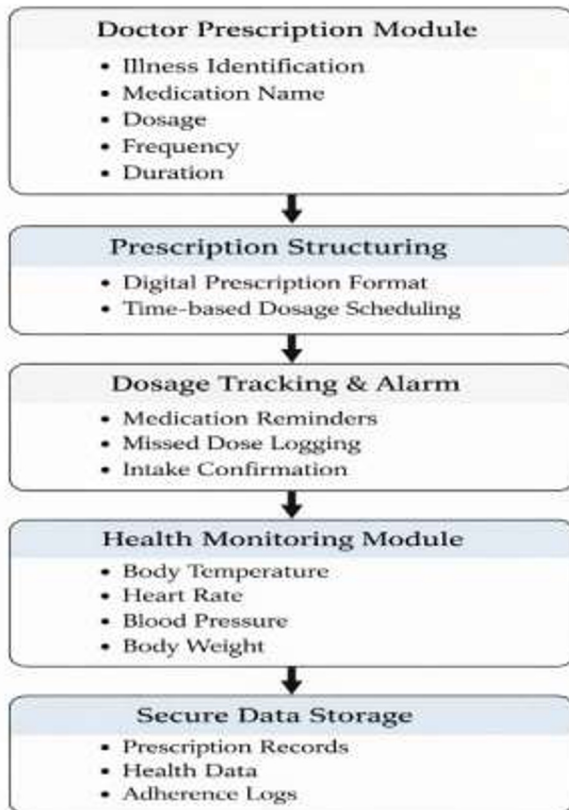 Doctor Prescription Module
• Illness Identification
• Medication Name
• Dosage
• Frequency
• Duration
Prescription Structuring
• Digital Prescription Format
• Time-based Dosage Scheduling
Dosage Tracking & Alarm
• Medication Reminders
• Missed Dose Logging
• Intake Confirmation
Health Monitoring Module
• Body Temperature
• Heart Rate
• Blood Pressure
• Body Weight
Secure Data Storage
• Prescription Records
• Health Data
• Adherence Logs